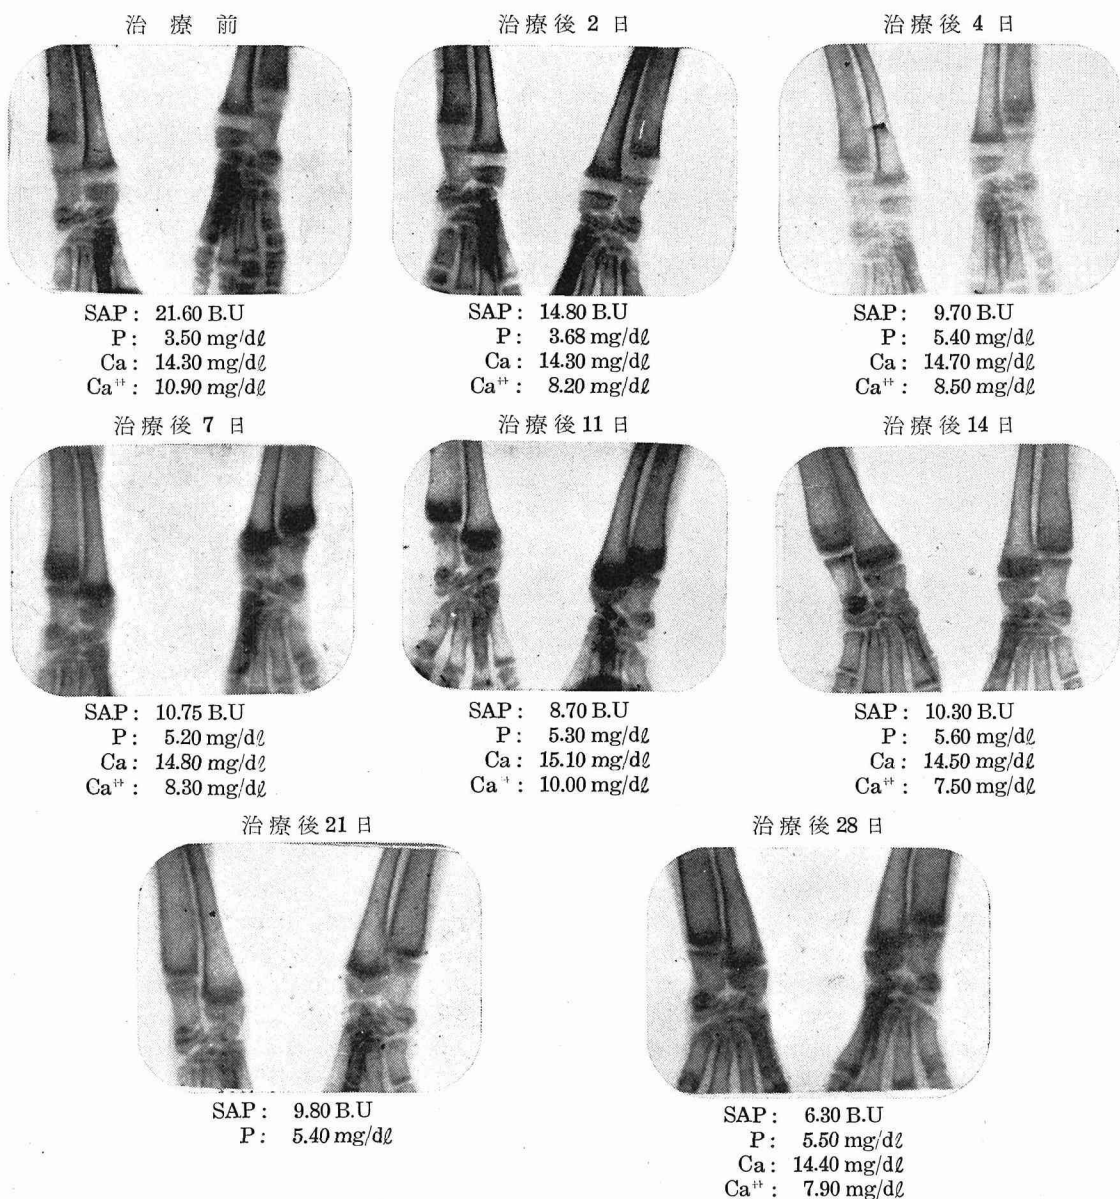 治療前
治療後 2 日
治療後 4 日
SAP : 21.60 B.U
P : 3.50 mg/dℓ
Ca : 14.30 mg/dℓ
Ca⁺⁺ : 10.90 mg/dℓ
SAP : 14.80 B.U
P : 3.68 mg/dℓ
Ca : 14.30 mg/dℓ
Ca⁺⁺ : 8.20 mg/dℓ
SAP : 9.70 B.U
P : 5.40 mg/dℓ
Ca : 14.70 mg/dℓ
Ca⁺⁺ : 8.50 mg/dℓ
治療後 7 日
治療後 11 日
治療後 14 日
SAP : 10.75 B.U
P : 5.20 mg/dℓ
Ca : 14.80 mg/dℓ
Ca⁺⁺ : 8.30 mg/dℓ
SAP : 8.70 B.U
P : 5.30 mg/dℓ
Ca : 15.10 mg/dℓ
Ca⁺⁺ : 10.00 mg/dℓ
SAP : 10.30 B.U
P : 5.60 mg/dℓ
Ca : 14.50 mg/dℓ
Ca⁺⁺ : 7.50 mg/dℓ
治療後 21 日
治療後 28 日
SAP : 9.80 B.U
P : 5.40 mg/dℓ
SAP : 6.30 B.U
P : 5.50 mg/dℓ
Ca : 14.40 mg/dℓ
Ca⁺⁺ : 7.90 mg/dℓ